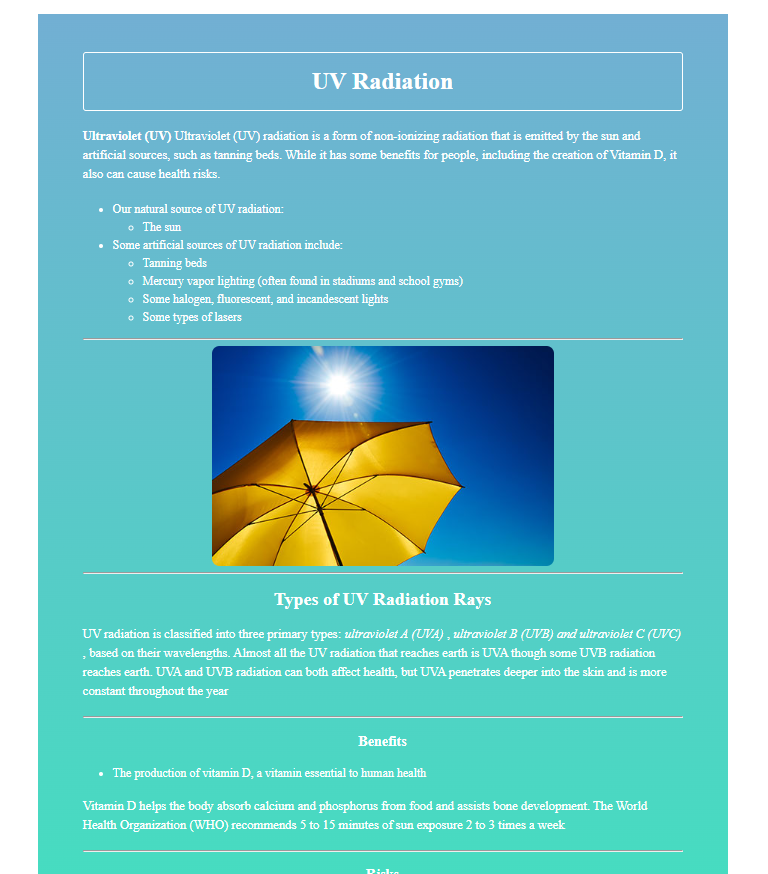 UV Radiation
Ultraviolet (UV) Ultraviolet (UV) radiation is a form of non-ionizing radiation that is emitted by the sun and
artificial sources, such as tanning beds. While it has some benefits for people, including the creation of Vitamin D, it
also can cause health risks.
Our natural source of UV radiation:
The sun
Some artificial sources of UV radiation include:
Tanning beds
Mercury vapor lighting (often found in stadiums and school gyms)
Some halogen, fluorescent, and incandescent lights
Some types of lasers
Types of UV Radiation Rays
UV radiation is classified into three primary types: ultraviolet A (UVA) , ultraviolet B (UVB) and ultraviolet C (UVC)
, based on their wavelengths. Almost all the UV radiation that reaches earth is UVA though some UVB radiation
reaches earth. UVA and UVB radiation can both affect health, but UVA penetrates deeper into the skin and is more
constant throughout the year
Benefits
The production of vitamin D, a vitamin essential to human health
Vitamin D helps the body absorb calcium and phosphorus from food and assists bone development. The World
Health Organization (WHO) recommends 5 to 15 minutes of sun exposure 2 to 3 times a week
Risks